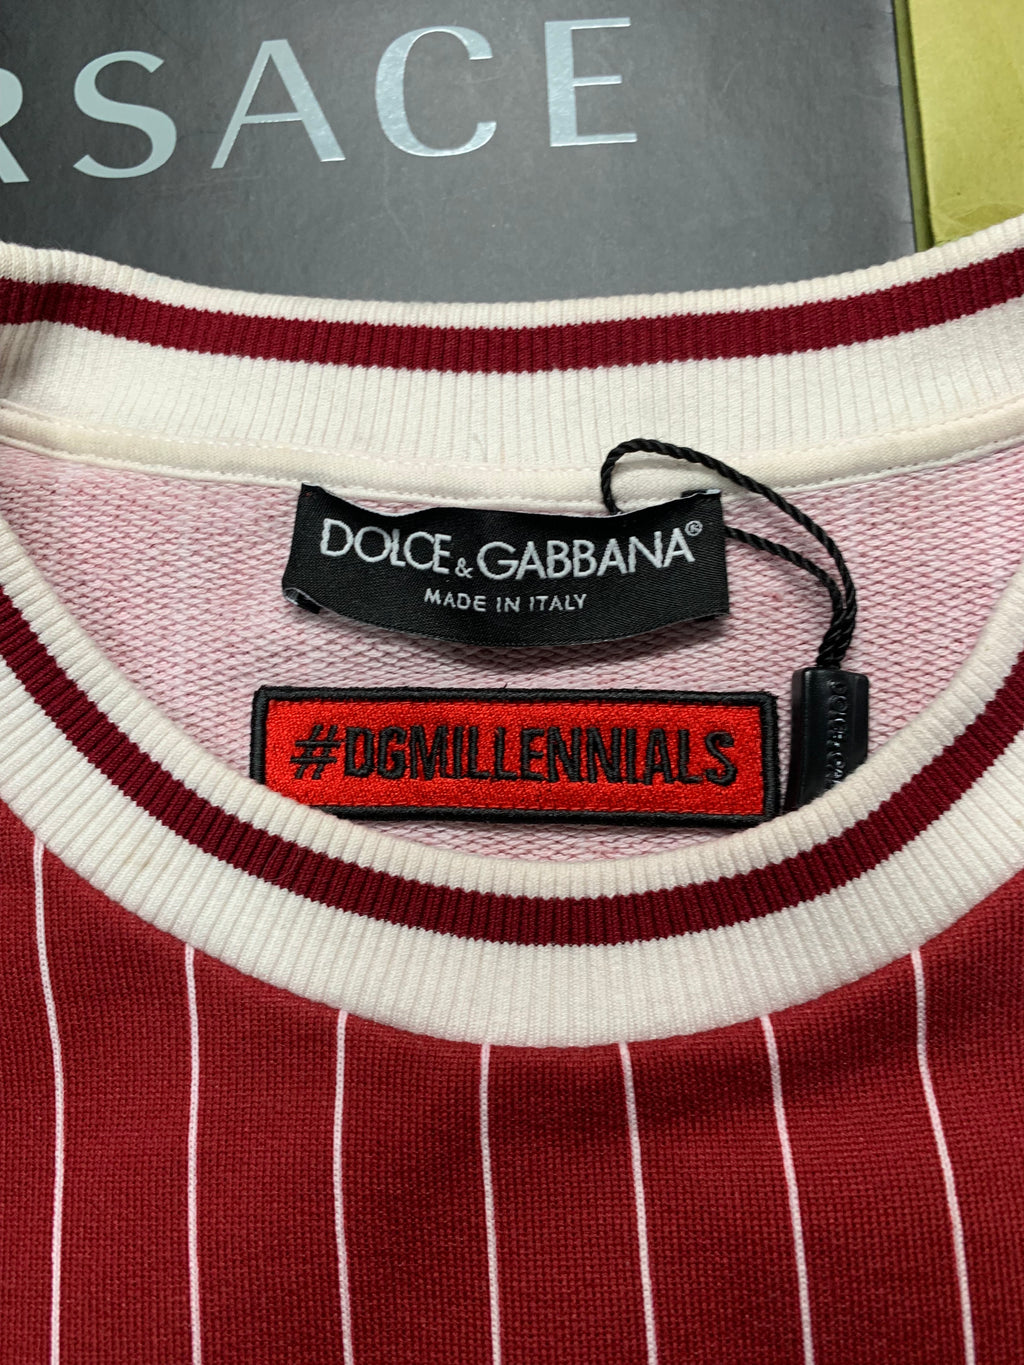 RSACE
DOLCE & GABBANA®
MADE IN ITALY
#DGMILLENNIALS